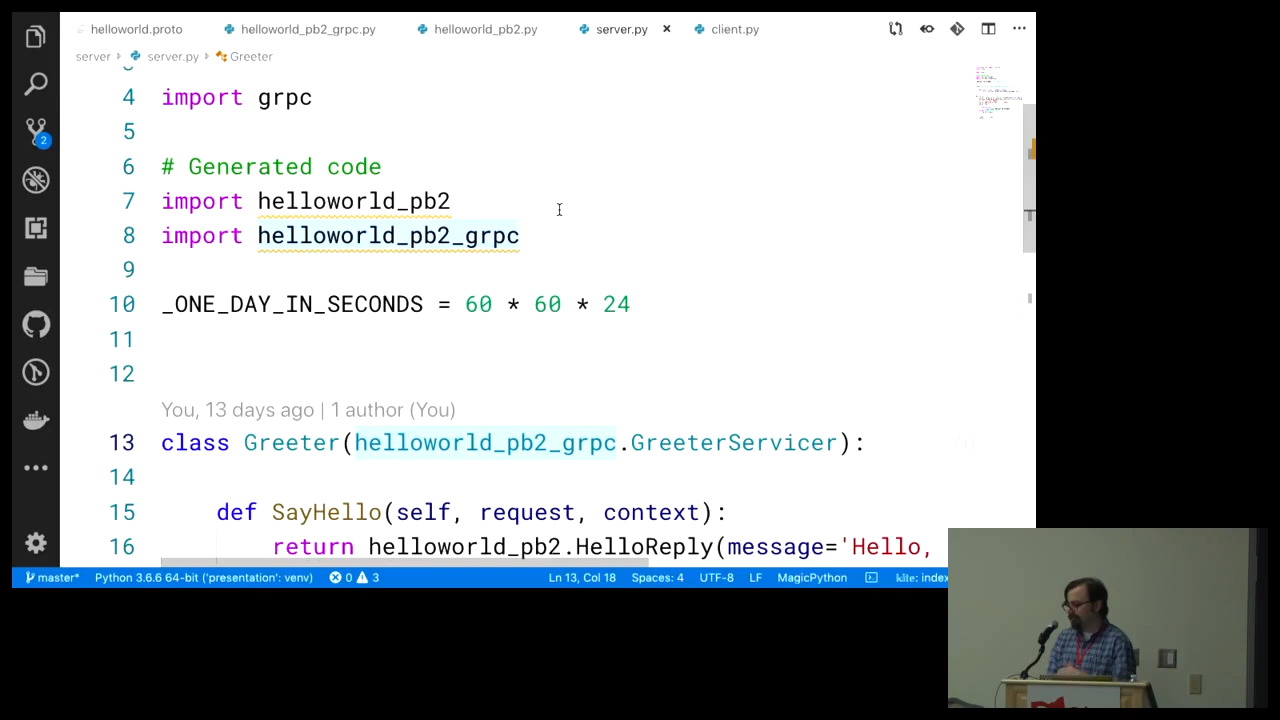 helloworld.proto helloworld_pb2_grpc.py helloworld_pb2.py server.py client.py
server server.py Greeter
4 import grpc
5
6 # Generated code
7 import helloworld_pb2
8 import helloworld_pb2_grpc
9
10 _ONE_DAY_IN_SECONDS = 60 * 60 * 24
11
12
You, 13 days ago | 1 author (You)
13 class Greeter(helloworld_pb2_grpc.GreeterServicer):
14
15 def SayHello(self, request, context):
16 return helloworld_pb2.HelloReply(message='Hello,
2
master* Python 3.6.6 64-bit ('presentation': venv) 0 3 Ln 13, Col 18 Spaces: 4 UTF-8 LF MagicPython kite: index